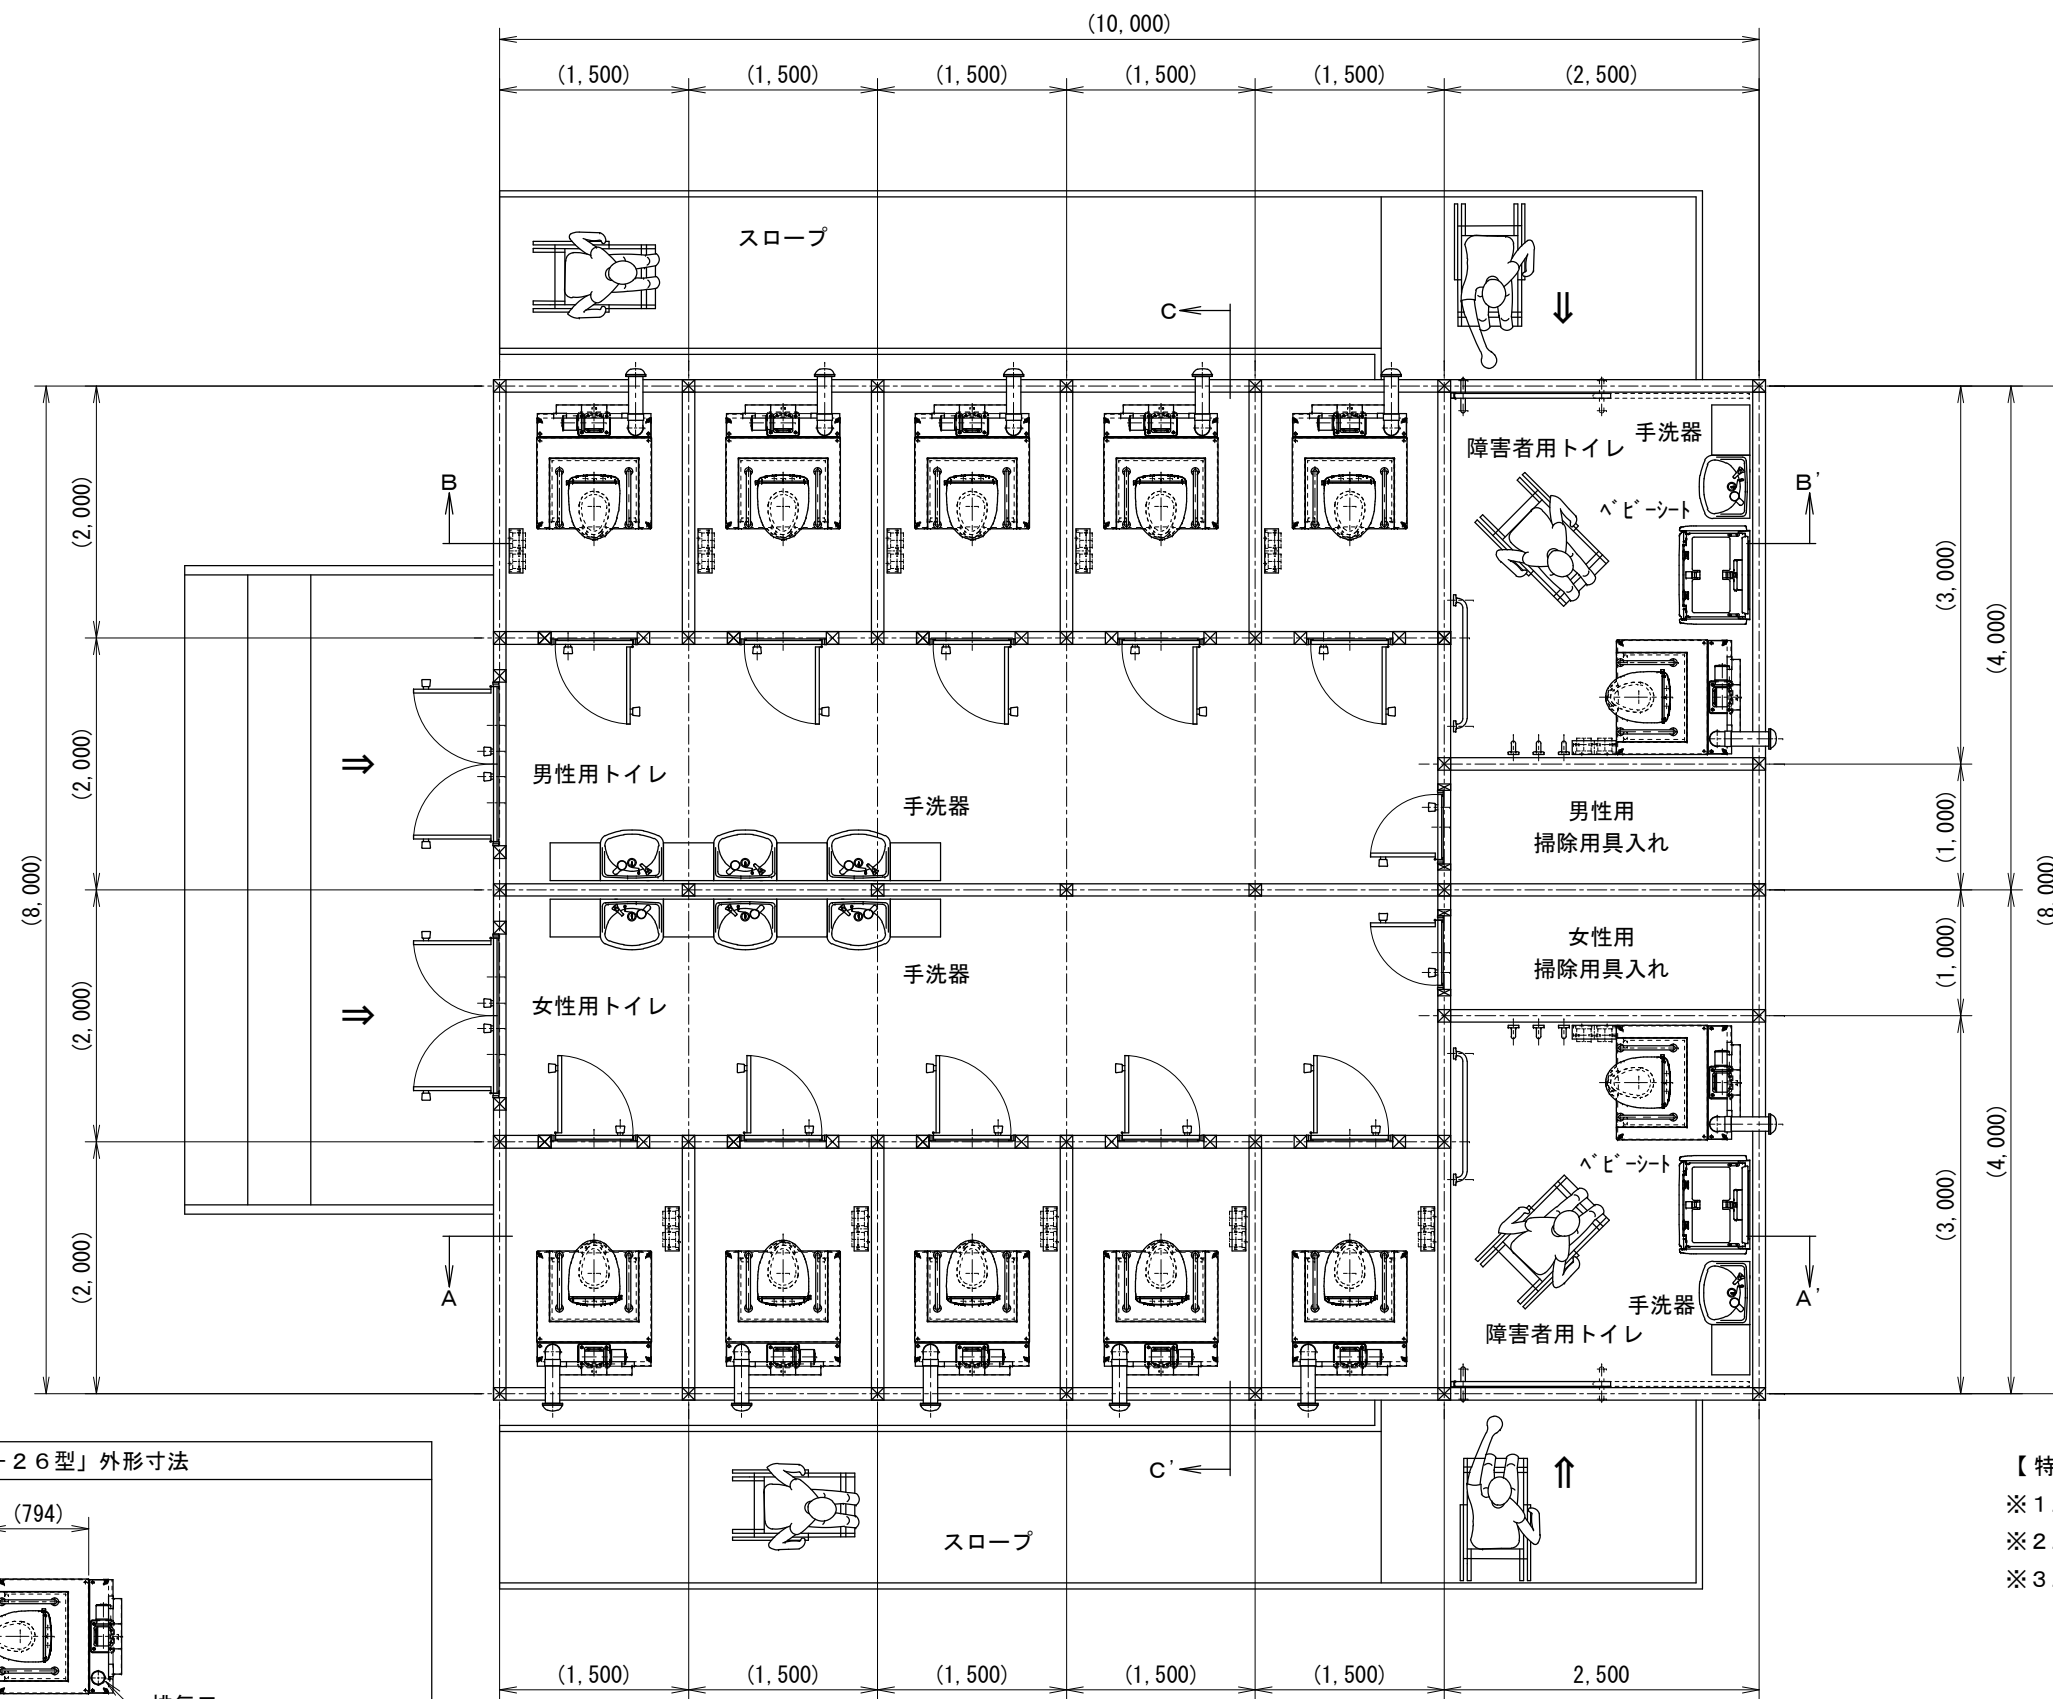 (10,000)
(1,500) (1,500) (1,500) (1,500) (1,500) (2,500)
スロープ
C
⇓
障害者用トイレ 手洗器
B B'
ベビーシート
(2,000)
(3,000)
(4,000)
(2,000)
⇒
男性用トイレ
手洗器
男性用
掃除用具入れ
(1,000)
(8,000)
(8,000)
女性用
掃除用具入れ
(1,000)
手洗器
女性用トイレ
⇒
(2,000)
(4,000)
ベビーシート
(3,000)
(2,000)
A A'
手洗器
障害者用トイレ
C'
⇑
スロープ
-26型」外形寸法
(794)
【特
※1.
※2.
※3.
(1,500) (1,500) (1,500) (1,500) (1,500) 2,500